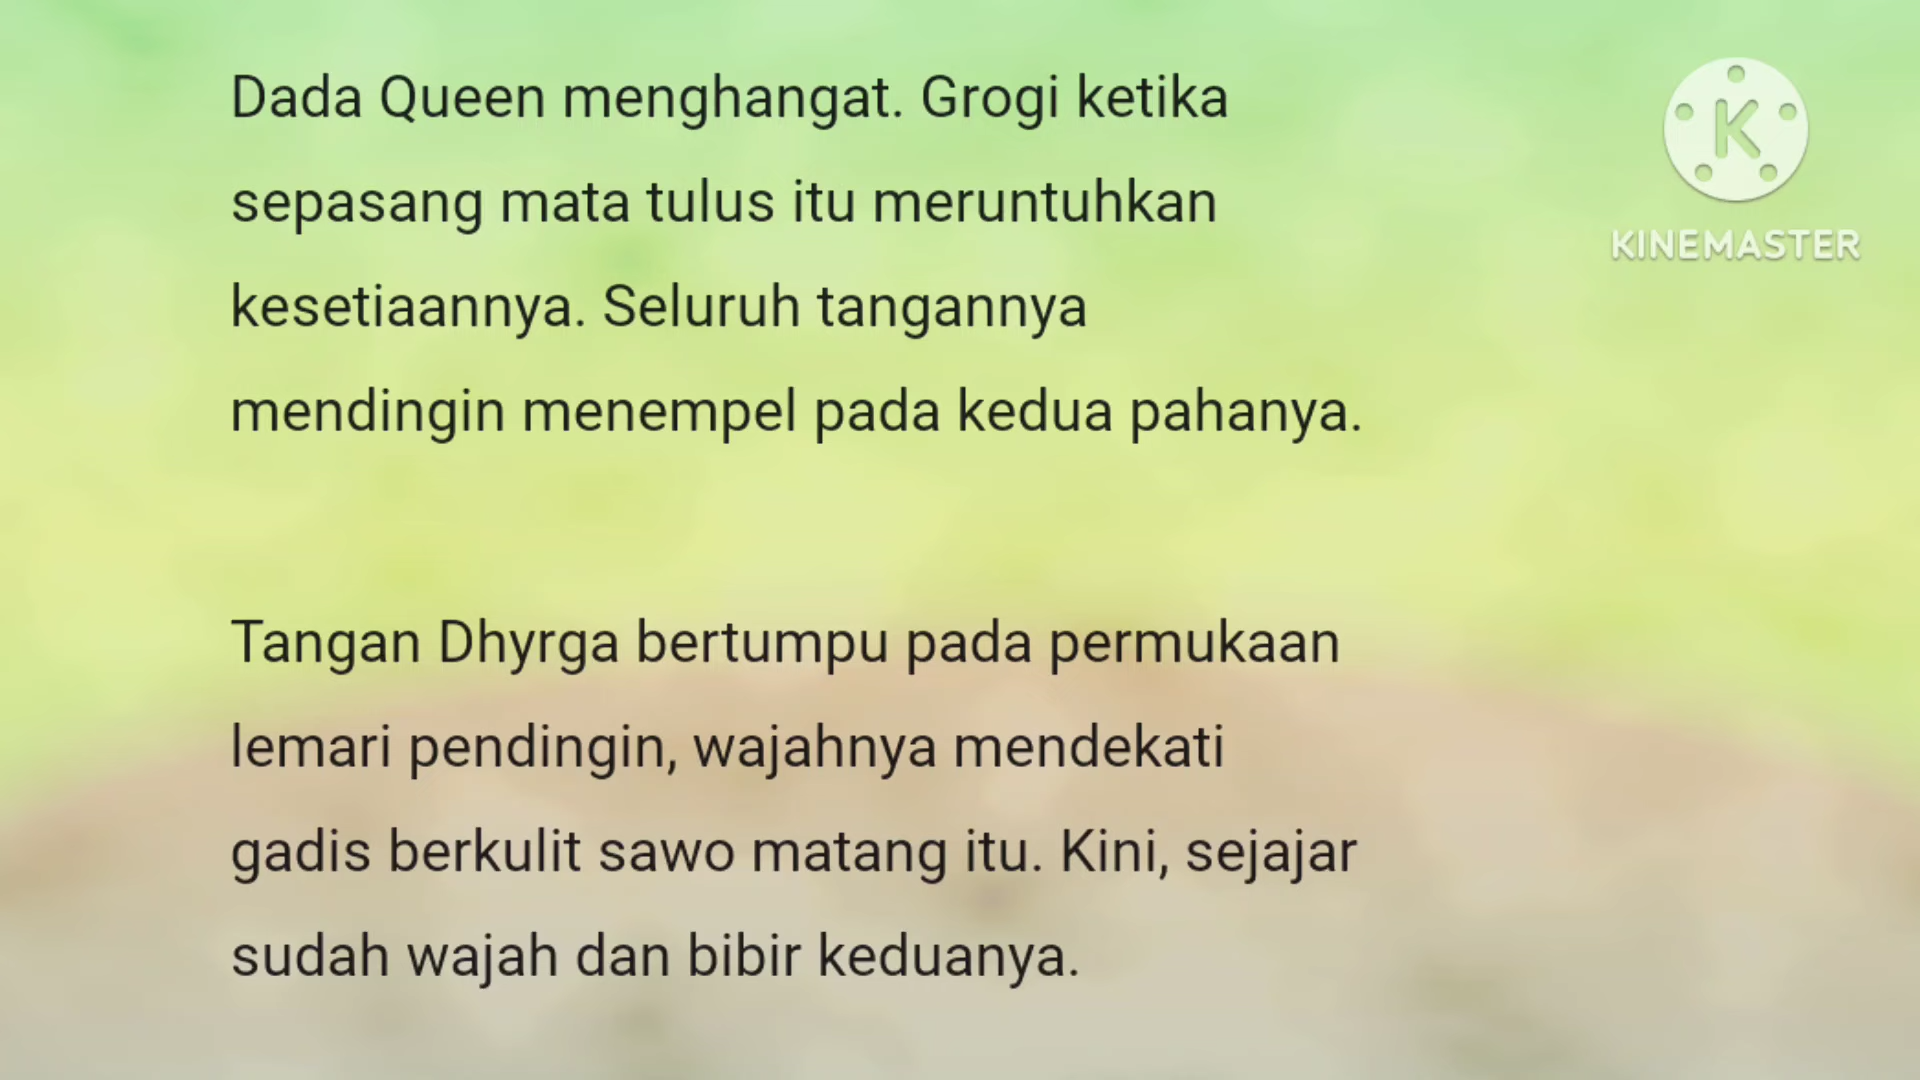 Dada Queen menghangat. Grogi ketika
sepasang mata tulus itu meruntuhkan
kesetiaannya. Seluruh tangannya
mendingin menempel pada kedua pahanya.
Tangan Dhyrga bertumpu pada permukaan
lemari pendingin, wajahnya mendekati
gadis berkulit sawo matang itu. Kini, sejajar
sudah wajah dan bibir keduanya.
K
KINEMASTER